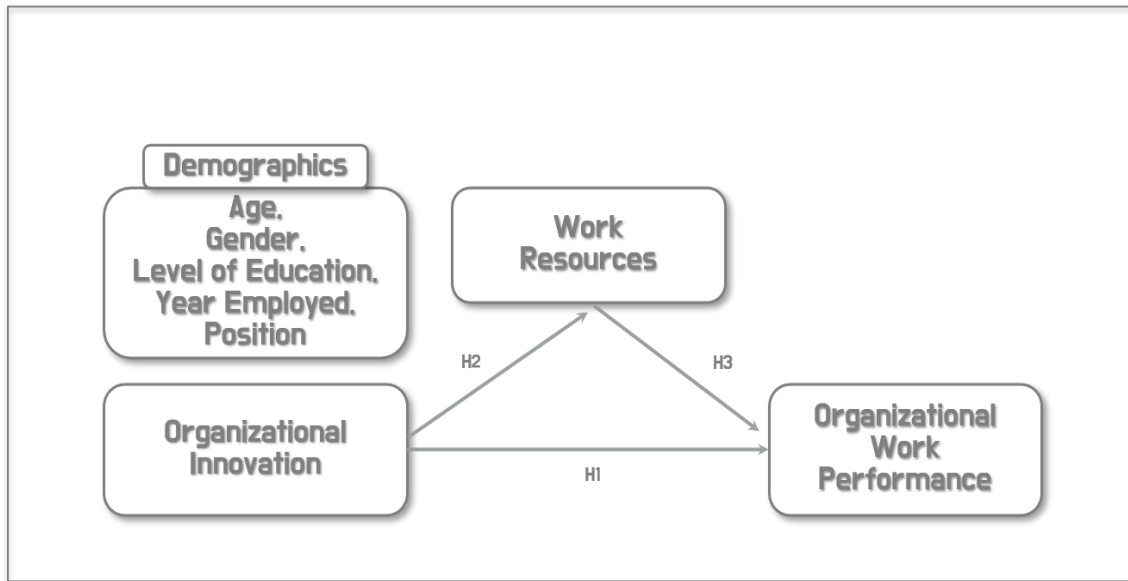 Demographics
Age,
Gender,
Level of Education,
Year Employed,
Position
Work
Resources
H2
H3
Organizational
Innovation
H1
Organizational
Work
Performance